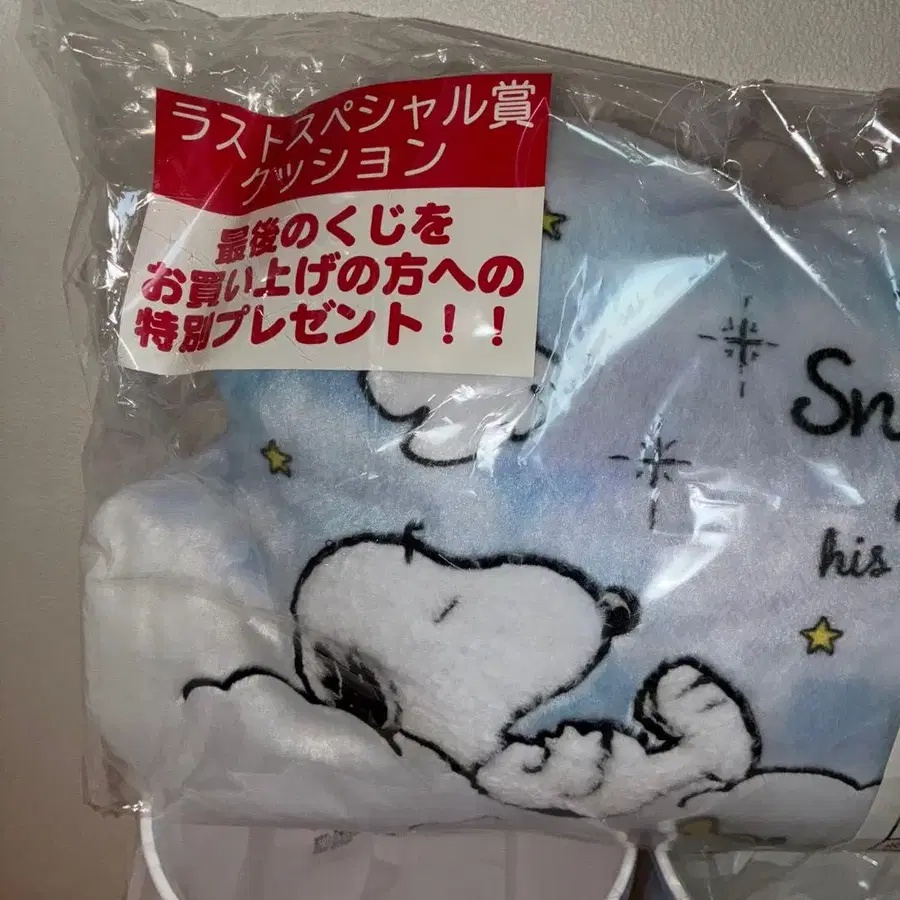 ラストスペシャル賞
クッション
最後のくじを
お買い上げの方への
特別プレゼント！！
Sn
his